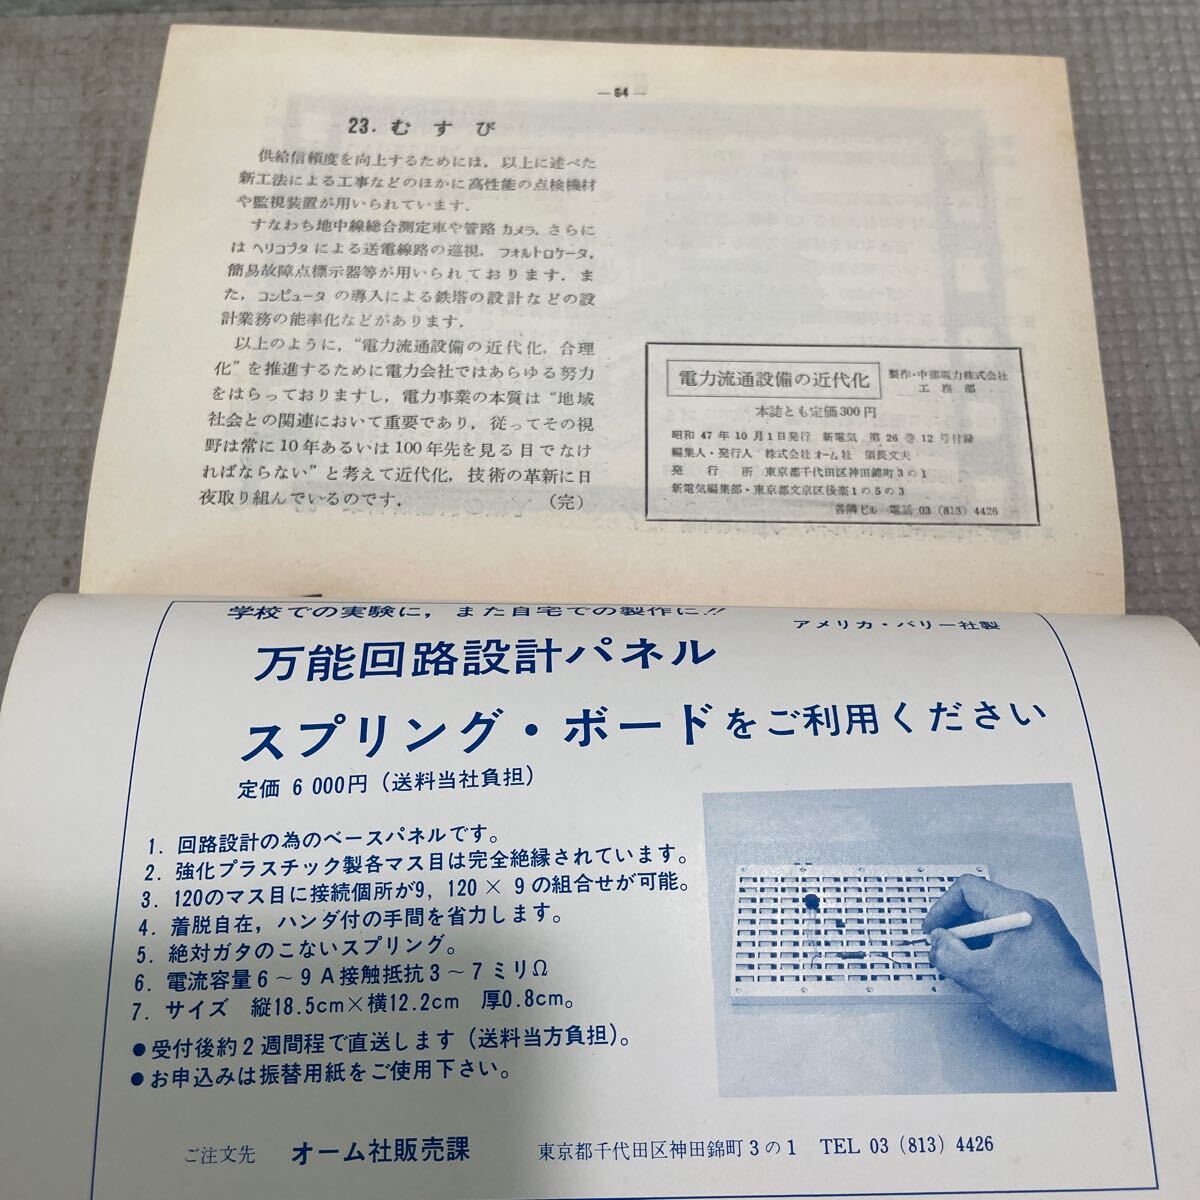 — 64 —
23. む す び
供給信頼度を向上するためには，以上に述べた
新工法による工事などのほかに高性能の点検機材
や監視装置が用いられています．
すなわち地中線総合測定車や管路カメラ，さらに
はヘリコプタによる送電線路の巡視，フォルトロケータ，
簡易故障点標示器等が用いられております．ま
た，コンピュータの導入による鉄塔の設計などの設
計業務の能率化などがあります．
以上のように，“電力流通設備の近代化，合理
化”を推進するために電力会社ではあらゆる努力
をはらっておりますし，電力事業の本質は“地域
社会との関連において重要であり，従ってその視
野は常に10年あるいは100年先を見る目でなけ
ればならない”と考えて近代化，技術の革新に日
夜取り組んでいるのです． （完）
電力流通設備の近代化
製作・中部電力株式会社
工務部
本誌とも定価300円
昭和47年10月1日発行 新電気 第26巻12号付録
編集人・発行人 株式会社オーム社 須長文夫
発行所 東京都千代田区神田錦町3の1
新電気編集部・東京都文京区後楽1の5の3
善隣ビル 電話 03 (813) 4426
学校での実験に，また自宅での製作に!!
アメリカ・バリー社製
万能回路設計パネル
スプリング・ボードをご利用ください
定価 6 000円（送料当社負担）
1. 回路設計の為のベースパネルです。
2. 強化プラスチック製各マス目は完全絶縁されています。
3. 120のマス目に接続個所が9，120×9の組合せが可能。
4. 着脱自在，ハンダ付の手間を省力します。
5. 絶対ガタのこないスプリング。
6. 電流容量6～9A接触抵抗3～7ミリΩ
7. サイズ 縦18.5cm×横12.2cm 厚0.8cm。
●受付後約2週間程で直送します（送料当方負担）。
●お申込みは振替用紙をご使用下さい。
ご注文先 オーム社販売課 東京都千代田区神田錦町3の1 TEL 03 (813) 4426